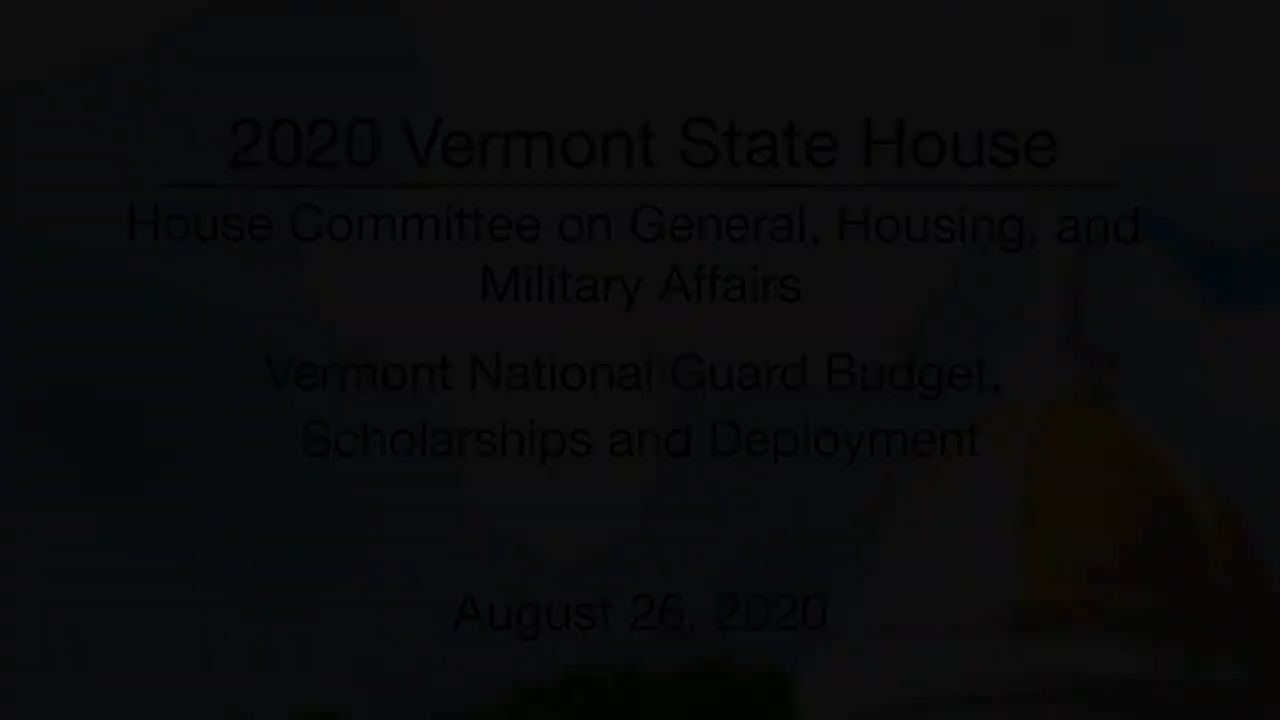 2020 Vermont State House
House Committee on General, Housing, and
Military Affairs
Vermont National Guard Budget,
Scholarships and Deployment
August 26, 2020